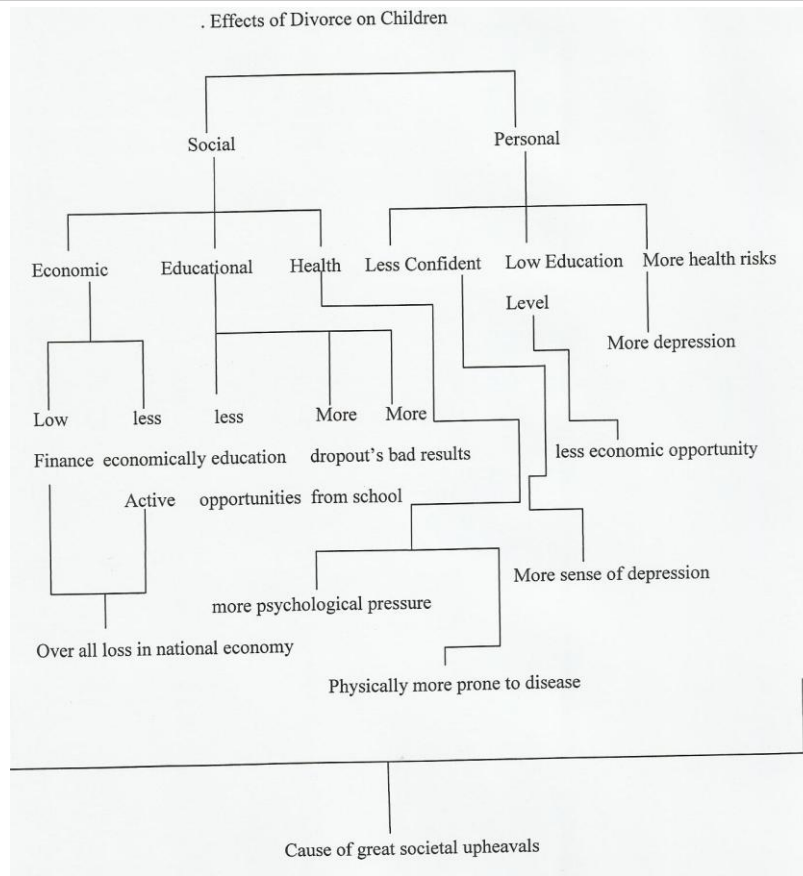 . Effects of Divorce on Children
Social Personal
Economic Educational Health Less Confident Low Education More health risks
Level
More depression
Low less less More More
Finance economically education dropout's bad results less economic opportunity
Active opportunities from school
More sense of depression
more psychological pressure
Over all loss in national economy
Physically more prone to disease
Cause of great societal upheavals